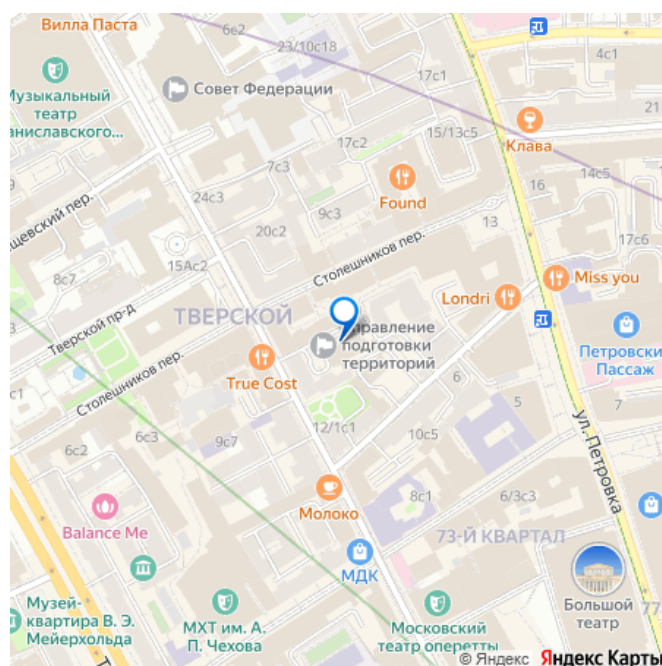 Вилла Паста
6с2
23/10с18
4с1
17с1
Совет Федерации
Музыкальный
театр
аниславского...
21
17с2
15/13с5
Клава
7с3
Found
24с3
9с3
16
14с5
ищевский пер.
20с2
13
17с6
8с7
15Ас2
Столешников пер.
Miss you
Londri
Тверской пр-д
ТВЕРСКОЙ
управление
подготовки
территорий
Петровски
Пассаж
с1
True Cost
6
7
Столешников пер.
5
ул. Петровка
12/1с1
6с2
6с3
9с7
10с5
Молоко
8с1
6/3с3
Balance Me
73-Й КВАРТАЛ
МДК
77
Музей-
квартира В. Э.
Мейерхольда
МХТ им. А.
П. Чехова
Московский
театр оперетты
Большой
театр
Т
© Яндекс Яндекс Карты